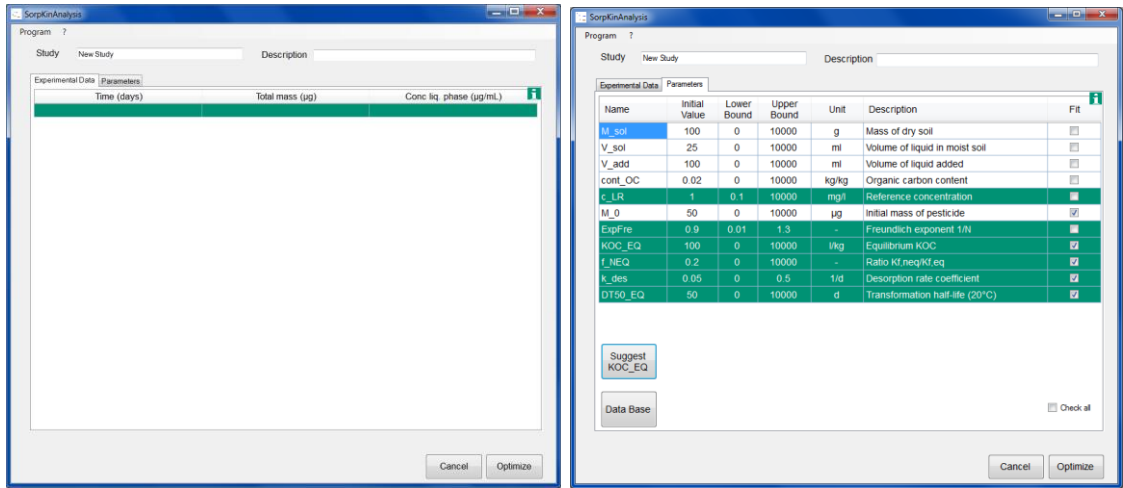 SorpKinAnalysis
Program ?
Study New Study Description
Experimental Data Parameters
Time (days) Total mass (µg) Conc liq. phase (µg/mL) i
Cancel Optimize
SorpKinAnalysis
Program ?
Study New Study Description
Experimental Data Parameters
Name Initial Value Lower Bound Upper Bound Unit Description Fit i
M_sol 100 0 10000 g Mass of dry soil
V_sol 25 0 10000 ml Volume of liquid in moist soil
V_add 100 0 10000 ml Volume of liquid added
cont_OC 0.02 0 10000 kg/kg Organic carbon content
c_LR 1 0.1 10000 mg/l Reference concentration
M_0 50 0 10000 µg Initial mass of pesticide
ExpFre 0.9 0.01 1.3 - Freundlich exponent 1/N
KOC_EQ 100 0 10000 l/kg Equilibrium KOC
f_NEQ 0.2 0 10000 - Ratio Kf,neq/Kf,eq
k_des 0.05 0 0.5 1/d Desorption rate coefficient
DT50_EQ 50 0 10000 d Transformation half-life (20°C)
Suggest
KOC_EQ
Data Base Check all
Cancel Optimize